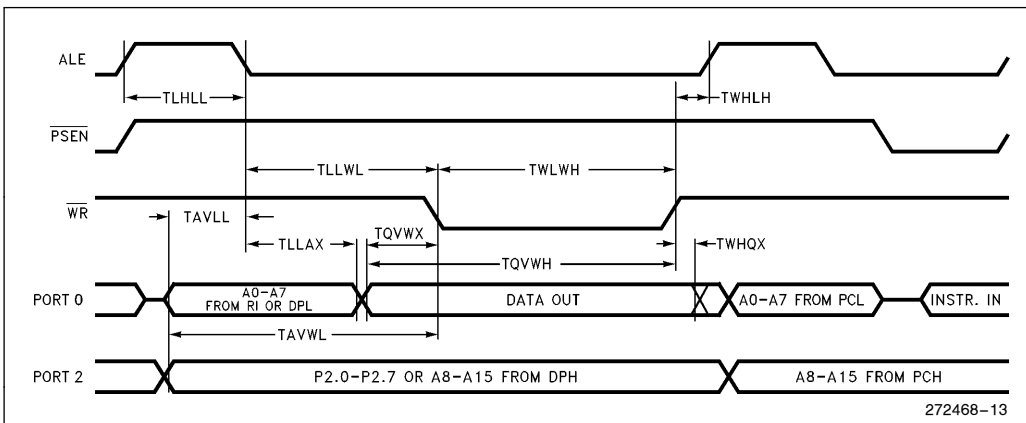 ALE
TLHLL
TWHLH
PSEN
TLLWL
TWLWH
WR
TAVLL
TQVWX
TLLAX
TWHQX
TQVWH
PORT 0
A0–A7
FROM RI OR DPL
DATA OUT
A0–A7 FROM PCL
INSTR. IN
TAVWL
PORT 2
P2.0–P2.7 OR A8–A15 FROM DPH
A8–A15 FROM PCH
272468–13